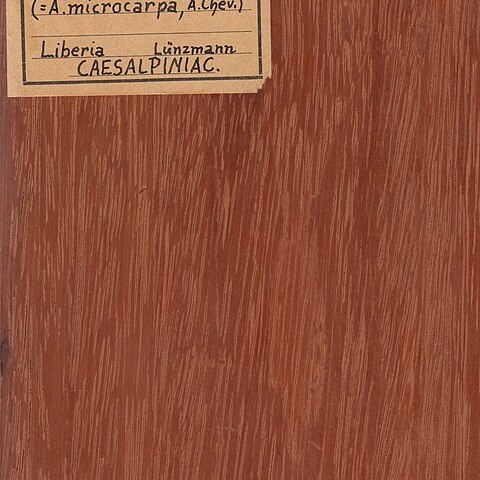 (=A.microcarpa, A.Chev.)
Liberia Lünzmann
CAESALPINIAC.